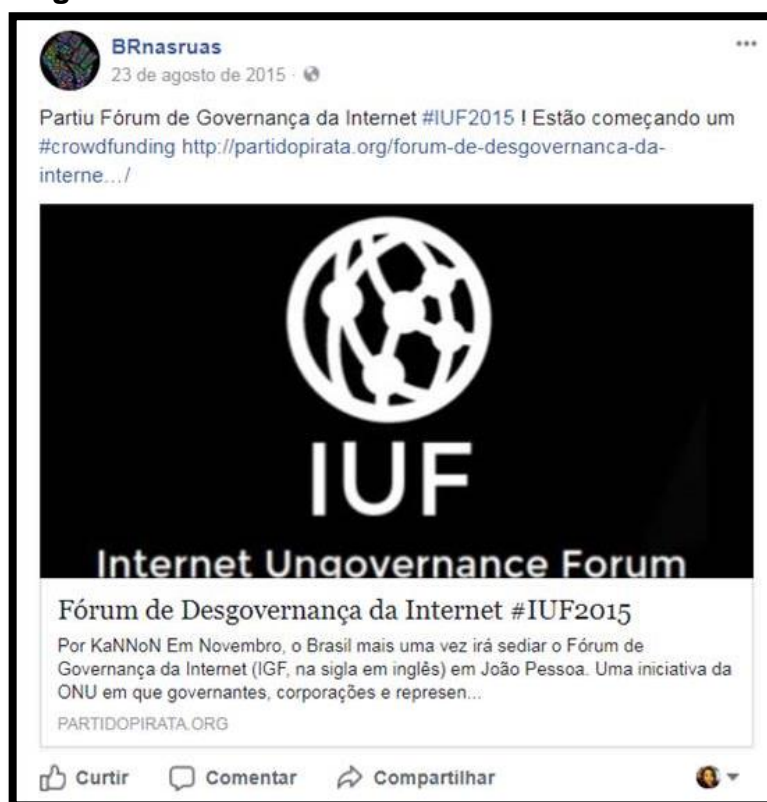 BRnasruas
23 de agosto de 2015
Partiu Fórum de Governança da Internet #IUF2015 ! Estão começando um
#crowdfunding http://partidopirata.org/forum-de-desgovernanca-da-
interne.../
IUF
Internet Ungovernance Forum
Fórum de Desgovernança da Internet #IUF2015
Por KaNNoN Em Novembro, o Brasil mais uma vez irá sediar o Fórum de
Governança da Internet (IGF, na sigla em inglês) em João Pessoa. Uma iniciativa da
ONU em que governantes, corporações e represen...
PARTIDOPIRATA.ORG
Curtir Comentar Compartilhar